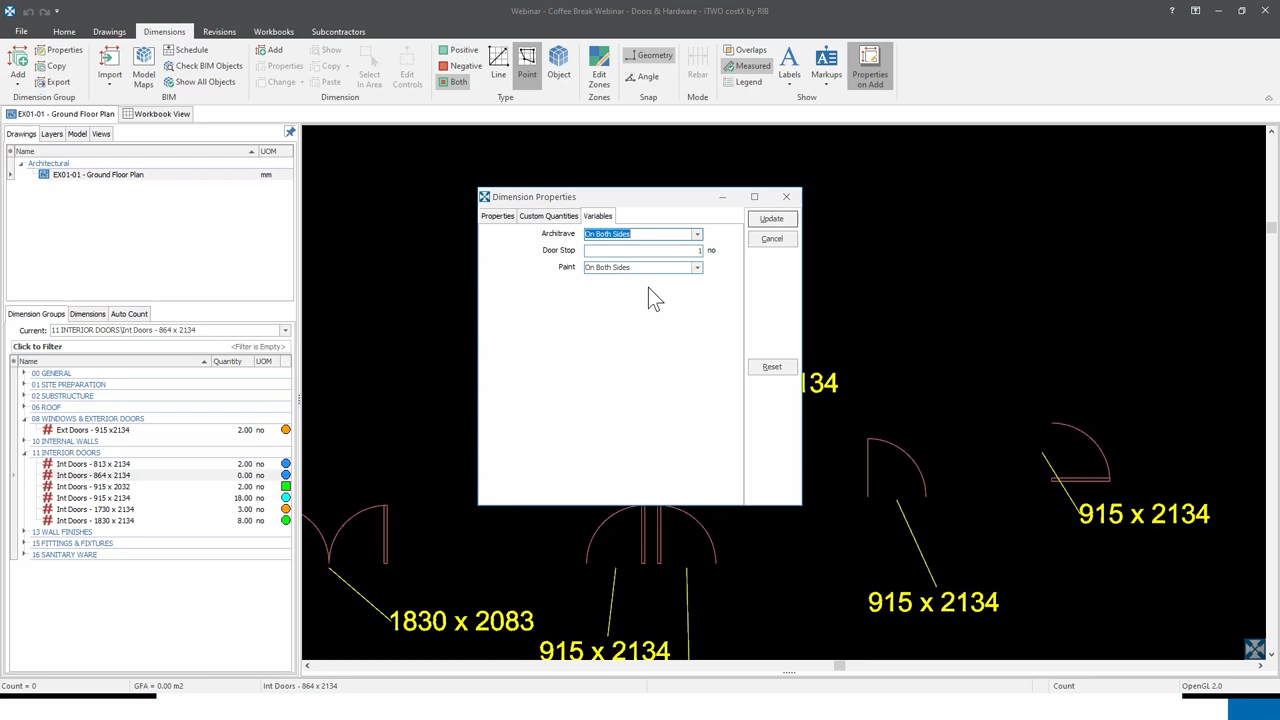 Webinar - Coffee Break Webinar - Doors & Hardware - iTWO costX by RIB
File Home Drawings Dimensions Revisions Workbooks Subcontractors
Add
Properties
Copy
Export
Dimension Group
Import
Model Maps
Schedule
Check BIM Objects
Show All Objects
BIM
Add
Properties
Change
Show
Copy
Paste
Select In Area
Edit Controls
Dimension
Positive
Negative
Both
Line
Point
Object
Type
Edit Zones
Zones
Geometry
Angle
Snap
Rebar
Mode
Overlaps
Measured
Legend
Labels
Markups
Properties on Add
Show
EX01-01 - Ground Floor Plan
Workbook View
Drawings Layers Model Views
Name UOM
Architectural
EX01-01 - Ground Floor Plan mm
Dimension Groups Dimensions Auto Count
Current: 11 INTERIOR DOORS\Int Doors - 864 x 2134
Click to Filter <Filter is Empty>
Name Quantity UOM
00 GENERAL
01 SITE PREPARATION
02 SUBSTRUCTURE
06 ROOF
08 WINDOWS & EXTERIOR DOORS
Ext Doors - 915 x2134 2.00 no
10 INTERNAL WALLS
11 INTERIOR DOORS
Int Doors - 813 x 2134 2.00 no
Int Doors - 864 x 2134 0.00 no
Int Doors - 915 x 2032 2.00 no
Int Doors - 915 x 2134 18.00 no
Int Doors - 1730 x 2134 3.00 no
Int Doors - 1830 x 2134 8.00 no
13 WALL FINISHES
15 FITTINGS & FIXTURES
16 SANITARY WARE
Dimension Properties
Properties Custom Quantities Variables
Architrave On Both Sides
Door Stop 1 no
Paint On Both Sides
Update
Cancel
Reset
134
915 x 2134
915 x 2134
1830 x 2083
915 x 2134
Count = 0 GFA = 0.00 m2 Int Doors - 864 x 2134 Count OpenGL 2.0